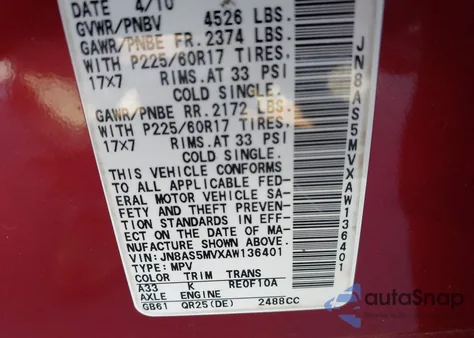 DATE 4/10
GVWR/PNBV 4526 LBS.
GAWR/PNBE FR. 2374 LBS.
WITH P225/60R17 TIRES,
17X7 RIMS.AT 33 PSI
COLD SINGLE.
GAWR/PNBE RR. 2172 LBS.
WITH P225/60R17 TIRES,
17X7 RIMS.AT 33 PSI
COLD SINGLE.
THIS VEHICLE CONFORMS
TO ALL APPLICABLE FED-
ERAL MOTOR VEHICLE SA-
FETY AND THEFT PREVEN-
TION STANDARDS IN EFF-
ECT ON THE DATE OF MA-
NUFACTURE SHOWN ABOVE.
VIN:JN8AS5MVXAW136401
TYPE: MPV
COLOR TRIM TRANS
A33 K RE0F10A
AXLE ENGINE
GB61 QR25(DE) 2488CC
JN8AS5MVXAW136401
autoSnap